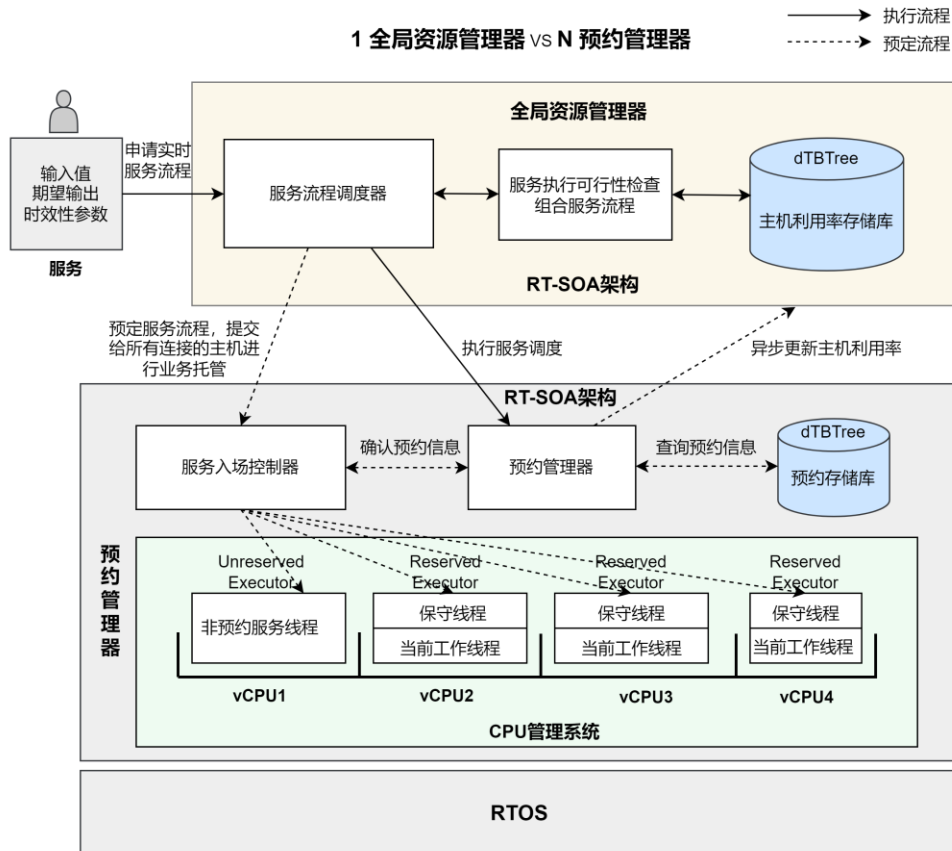 执行流程
1 全局资源管理器 VS N 预约管理器
预定流程
全局资源管理器
申请实时
服务流程
输入值
期望输出
时效性参数
服务
服务流程调度器
服务执行可行性检查
组合服务流程
dTBTree
主机利用率存储库
RT-SOA架构
预定服务流程，提交
给所有连接的主机进
行业务托管
执行服务调度
异步更新主机利用率
RT-SOA架构
服务入场控制器
确认预约信息
预约管理器
查询预约信息
dTBTree
预约存储库
预约管理器
Unreserved
Executor
Reserved
Executor
Reserved
Executor
Reserved
Executor
非预约服务线程
保守线程
当前工作线程
保守线程
当前工作线程
保守线程
当前工作线程
vCPU1
vCPU2
vCPU3
vCPU4
CPU管理系统
RTOS